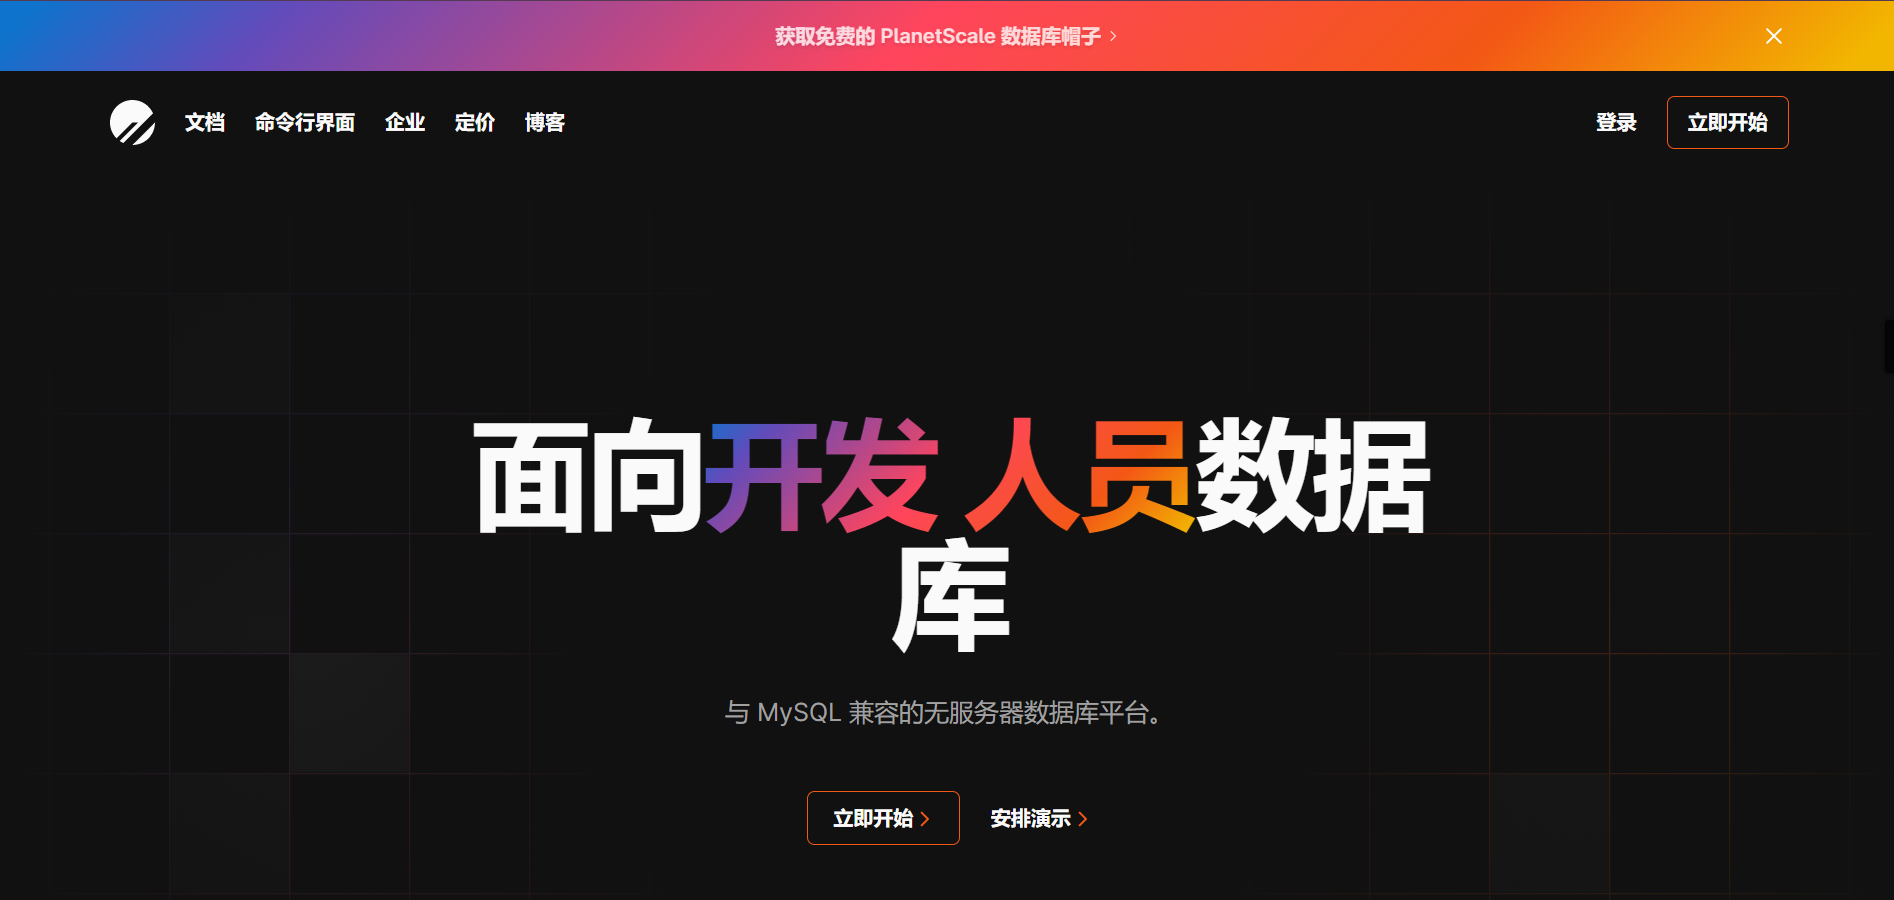 获取免费的 PlanetScale 数据库帽子
文档 命令行界面 企业 定价 博客 登录 立即开始
面向开发 人员数据
库
与 MySQL 兼容的无服务器数据库平台。
立即开始 安排演示